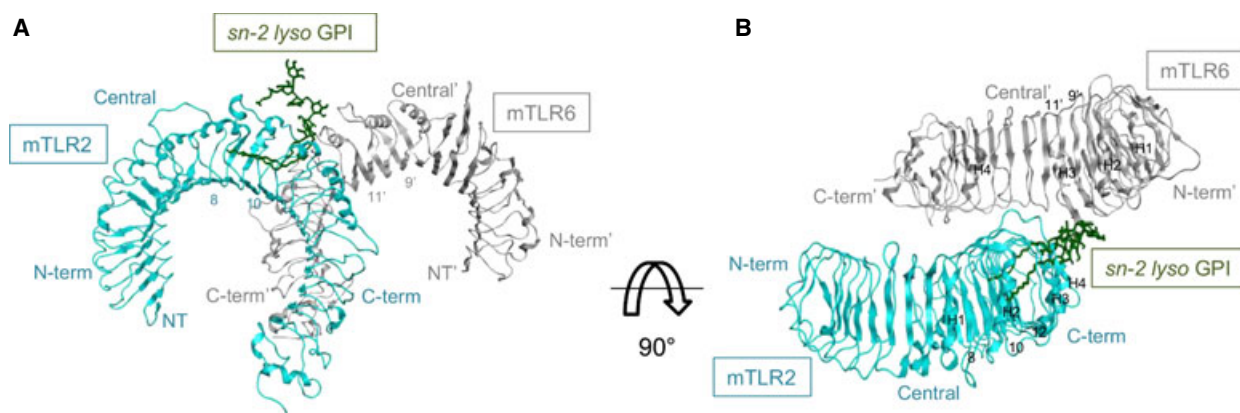 A
sn-2 lyso GPI
Central
Central'
mTLR2
mTLR6
8
10
11'
9'
N-term
N-term'
NT'
C-term'
C-term
NT
90°
B
mTLR6
Central'
11'
9'
H1
H2
H3
H4
C-term'
N-term'
N-term
sn-2 lyso GPI
H4
H3
H2
H1
12
C-term
10
8
mTLR2
Central